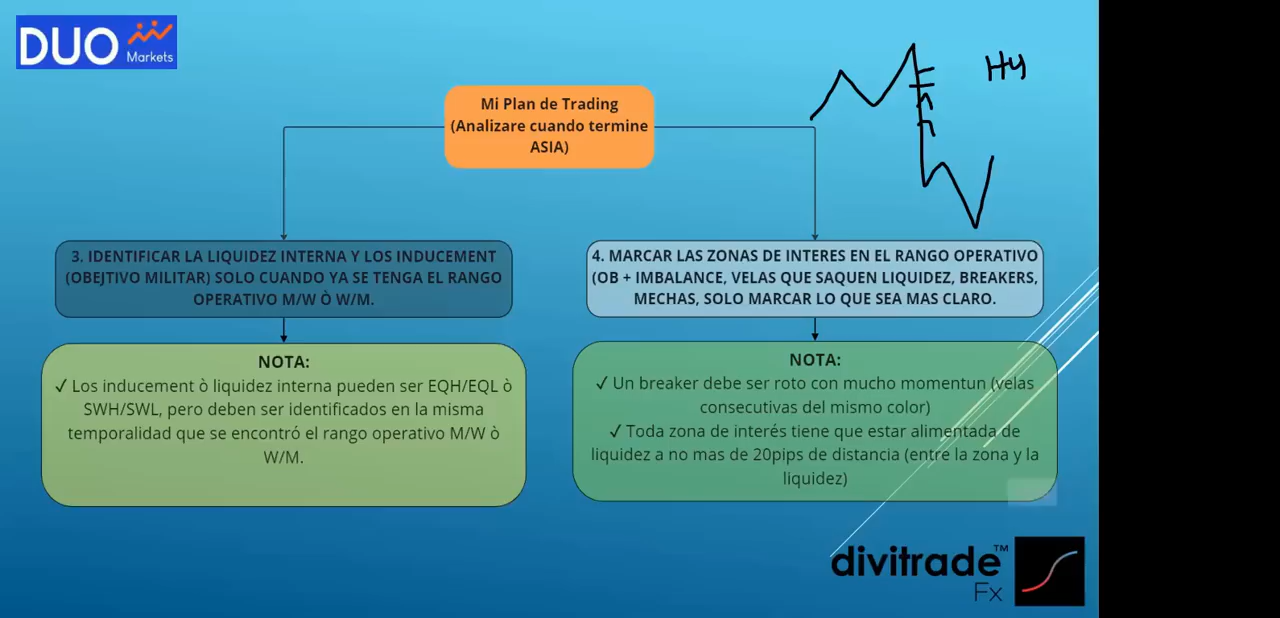 DUO
Markets
Mi Plan de Trading
(Analizare cuando termine
ASIA)
3. IDENTIFICAR LA LIQUIDEZ INTERNA Y LOS INDUCEMENT
(OBEJTIVO MILITAR) SOLO CUANDO YA SE TENGA EL RANGO
OPERATIVO M/W Ò W/M.
4. MARCAR LAS ZONAS DE INTERES EN EL RANGO OPERATIVO
(OB + IMBALANCE, VELAS QUE SAQUEN LIQUIDEZ, BREAKERS,
MECHAS, SOLO MARCAR LO QUE SEA MAS CLARO.
NOTA:
✓ Los inducement ò liquidez interna pueden ser EQH/EQL ò
SWH/SWL, pero deben ser identificados en la misma
temporalidad que se encontró el rango operativo M/W ò
W/M.
NOTA:
✓ Un breaker debe ser roto con mucho momentun (velas
consecutivas del mismo color)
✓ Toda zona de interés tiene que estar alimentada de
liquidez a no mas de 20pips de distancia (entre la zona y la
liquidez)
divitrade™
Fx